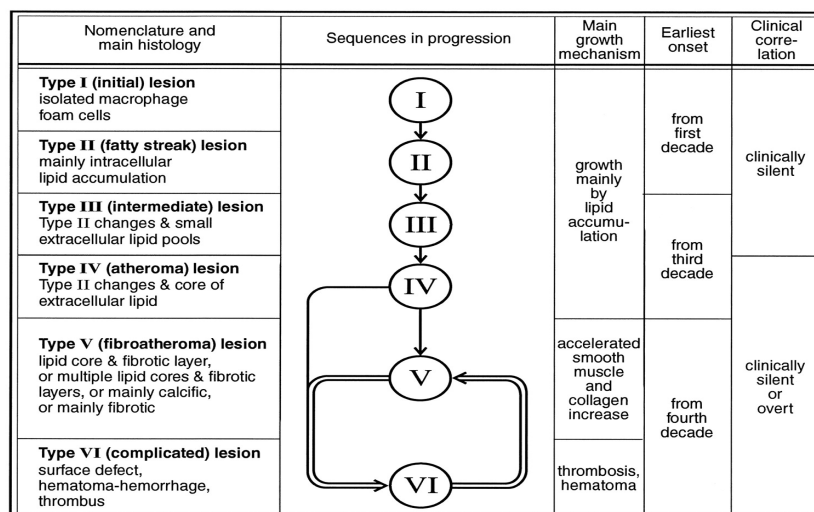 Nomenclature and
main histology
Sequences in progression
Main
growth
mechanism
Earliest
onset
Clinical
corre-
lation
Type I (initial) lesion
isolated macrophage
foam cells
Type II (fatty streak) lesion
mainly intracellular
lipid accumulation
Type III (intermediate) lesion
Type II changes & small
extracellular lipid pools
Type IV (atheroma) lesion
Type II changes & core of
extracellular lipid
Type V (fibroatheroma) lesion
lipid core & fibrotic layer,
or multiple lipid cores & fibrotic
layers, or mainly calcific,
or mainly fibrotic
Type VI (complicated) lesion
surface defect,
hematoma-hemorrhage,
thrombus
I
II
III
IV
V
VI
growth
mainly
by
lipid
accumu-
lation
accelerated
smooth
muscle
and
collagen
increase
thrombosis,
hematoma
from
first
decade
from
third
decade
from
fourth
decade
clinically
silent
clinically
silent
or
overt